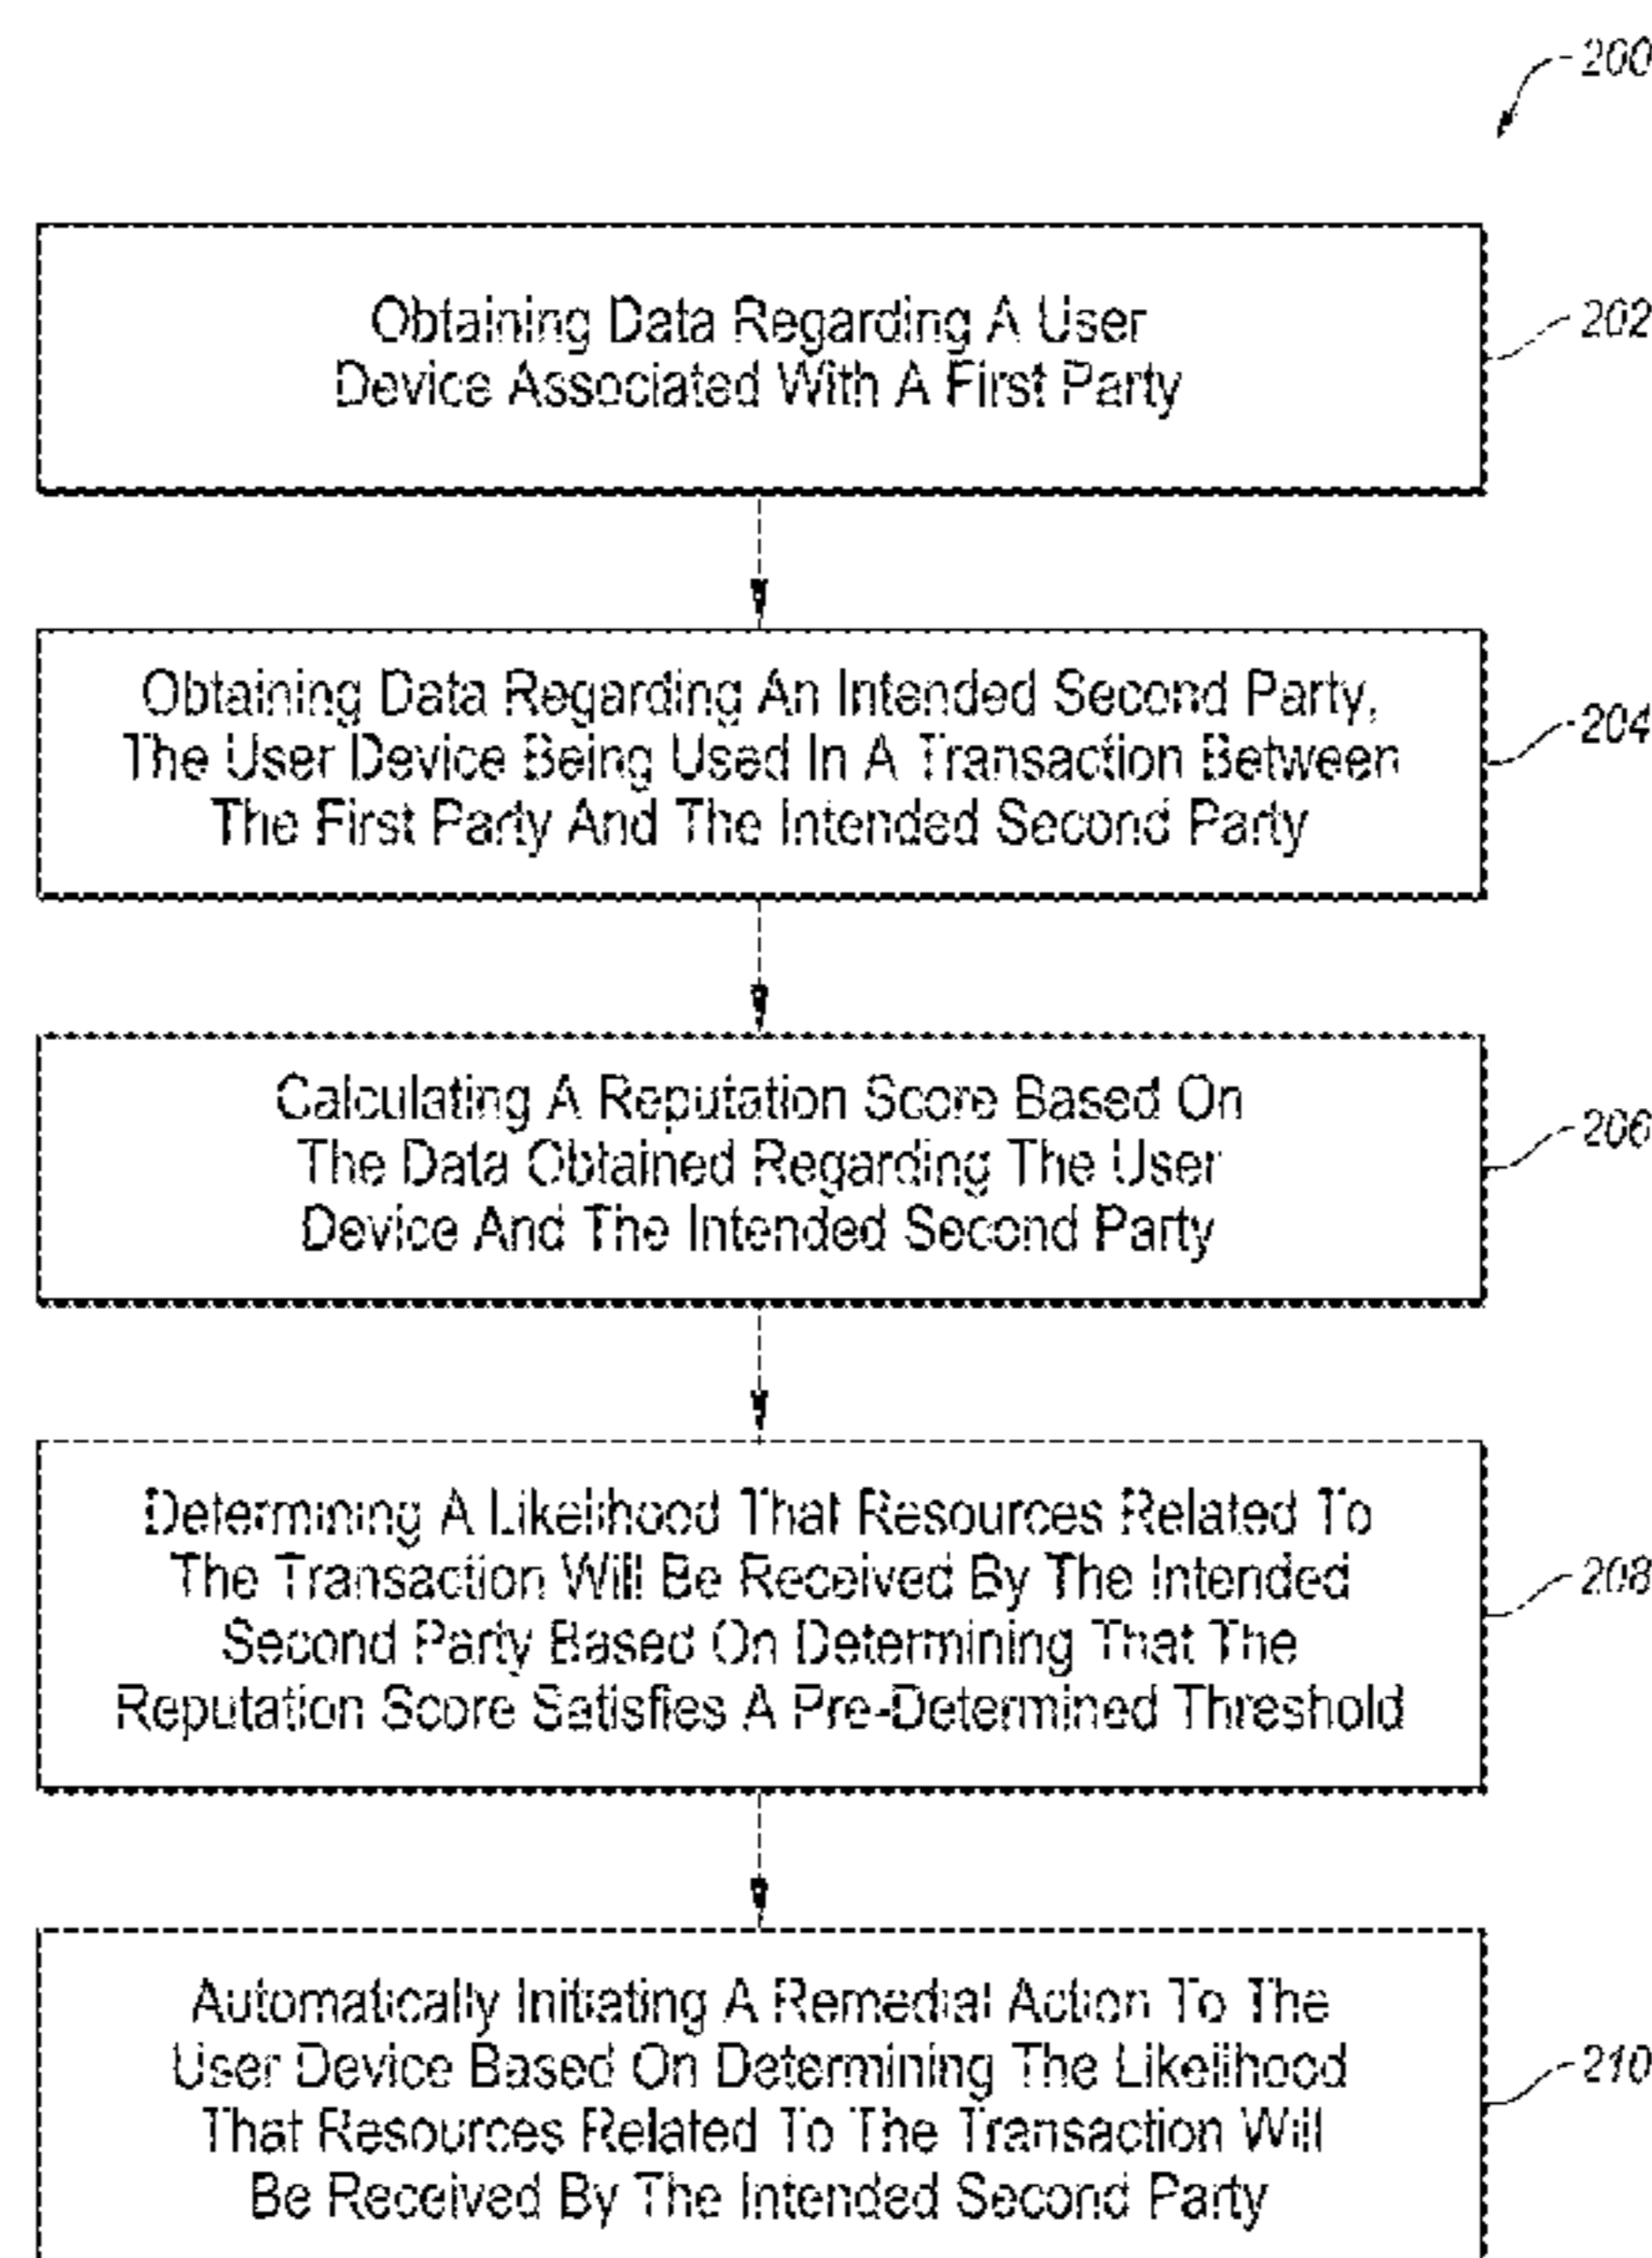 200
Obtaining Data Regarding A User
Device Associated With A First Party
202
Obtaining Data Regarding An Intended Second Party,
The User Device Being Used In A Transaction Between
The First Party And The Intended Second Party
204
Calculating A Reputation Score Based On
The Data Obtained Regarding The User
Device And The Intended Second Party
206
Determining A Likelihood That Resources Related To
The Transaction Will Be Received By The Intended
Second Party Based On Determining That The
Reputation Score Satisfies A Pre-Determined Threshold
208
Automatically Initiating A Remedial Action To The
User Device Based On Determining The Likelihood
That Resources Related To The Transaction Will
Be Received By The Intended Second Party
210